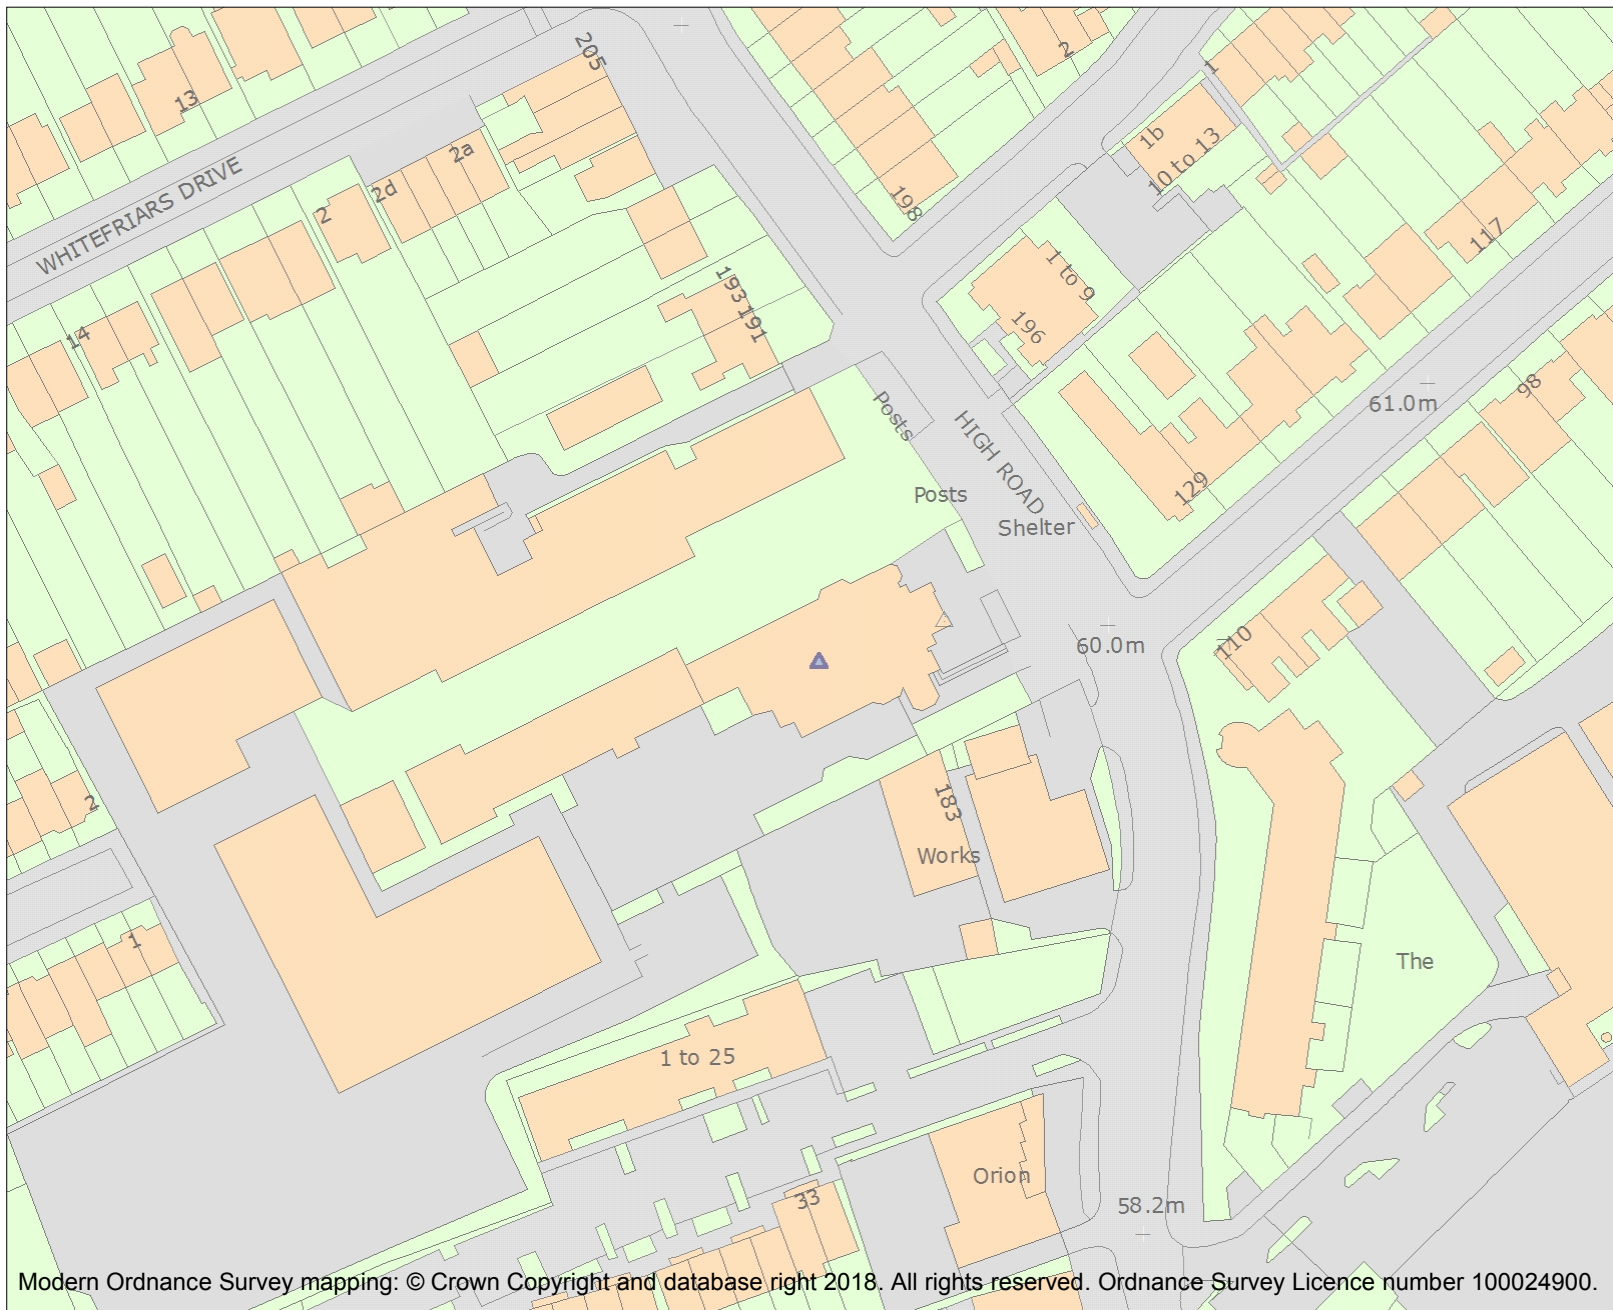 205
2
1
13
2a
1b
10 to 13
2d
198
2
WHITEFRIARS DRIVE
117
193
191
1 to 9
196
14
98
61.0m
Posts
HIGH ROAD
129
Posts
Shelter
110
60.0m
2
183
Works
1
The
1 to 25
Orion
33
58.2m
Modern Ordnance Survey mapping: © Crown Copyright and database right 2018. All rights reserved. Ordnance Survey Licence number 100024900.